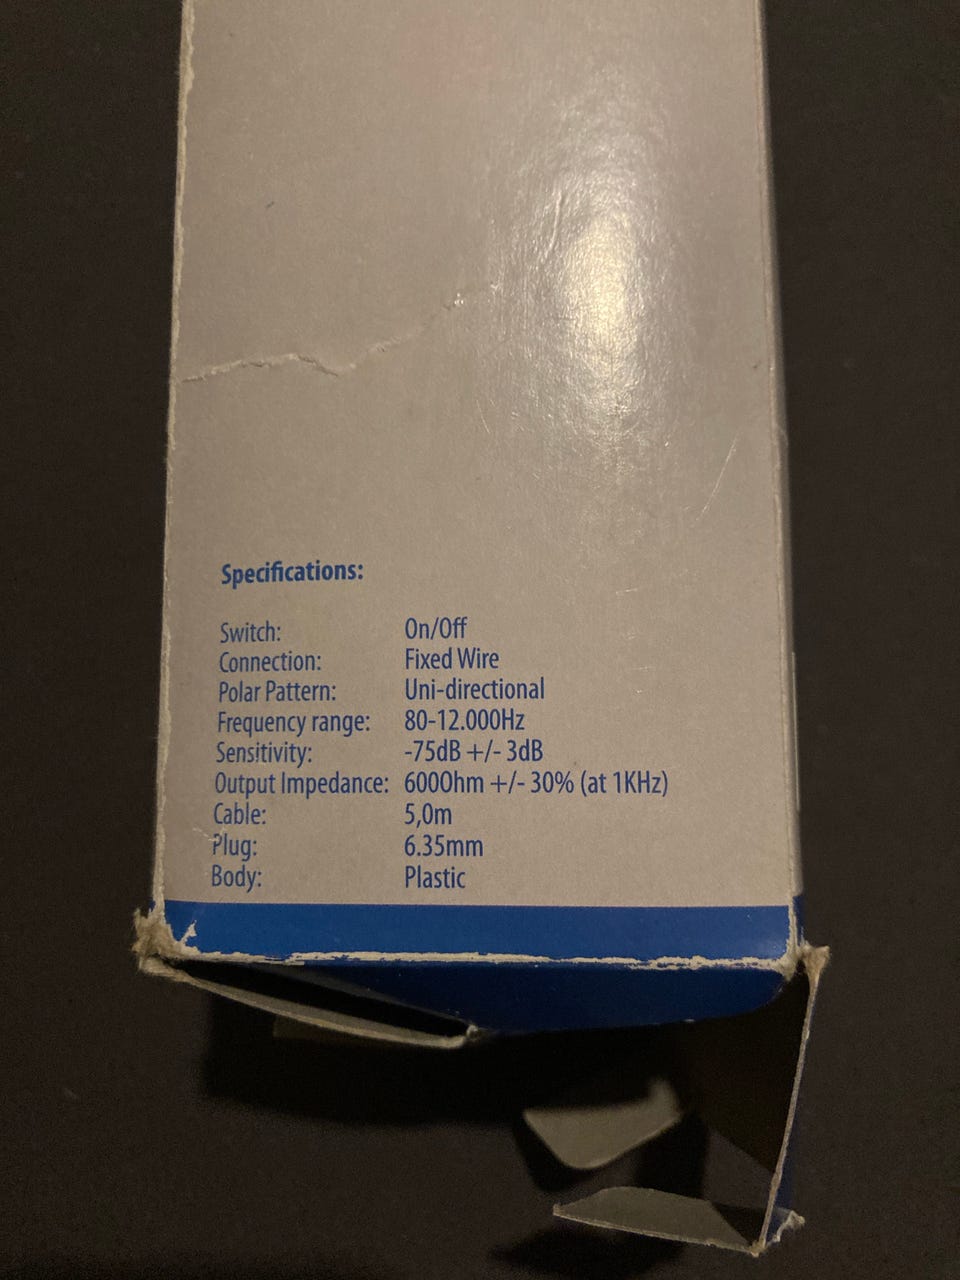 Specifications:
Switch: On/Off
Connection: Fixed Wire
Polar Pattern: Uni-directional
Frequency range: 80-12.000Hz
Sensitivity: -75dB +/- 3dB
Output Impedance: 600Ohm +/- 30% (at 1KHz)
Cable: 5,0m
Plug: 6.35mm
Body: Plastic